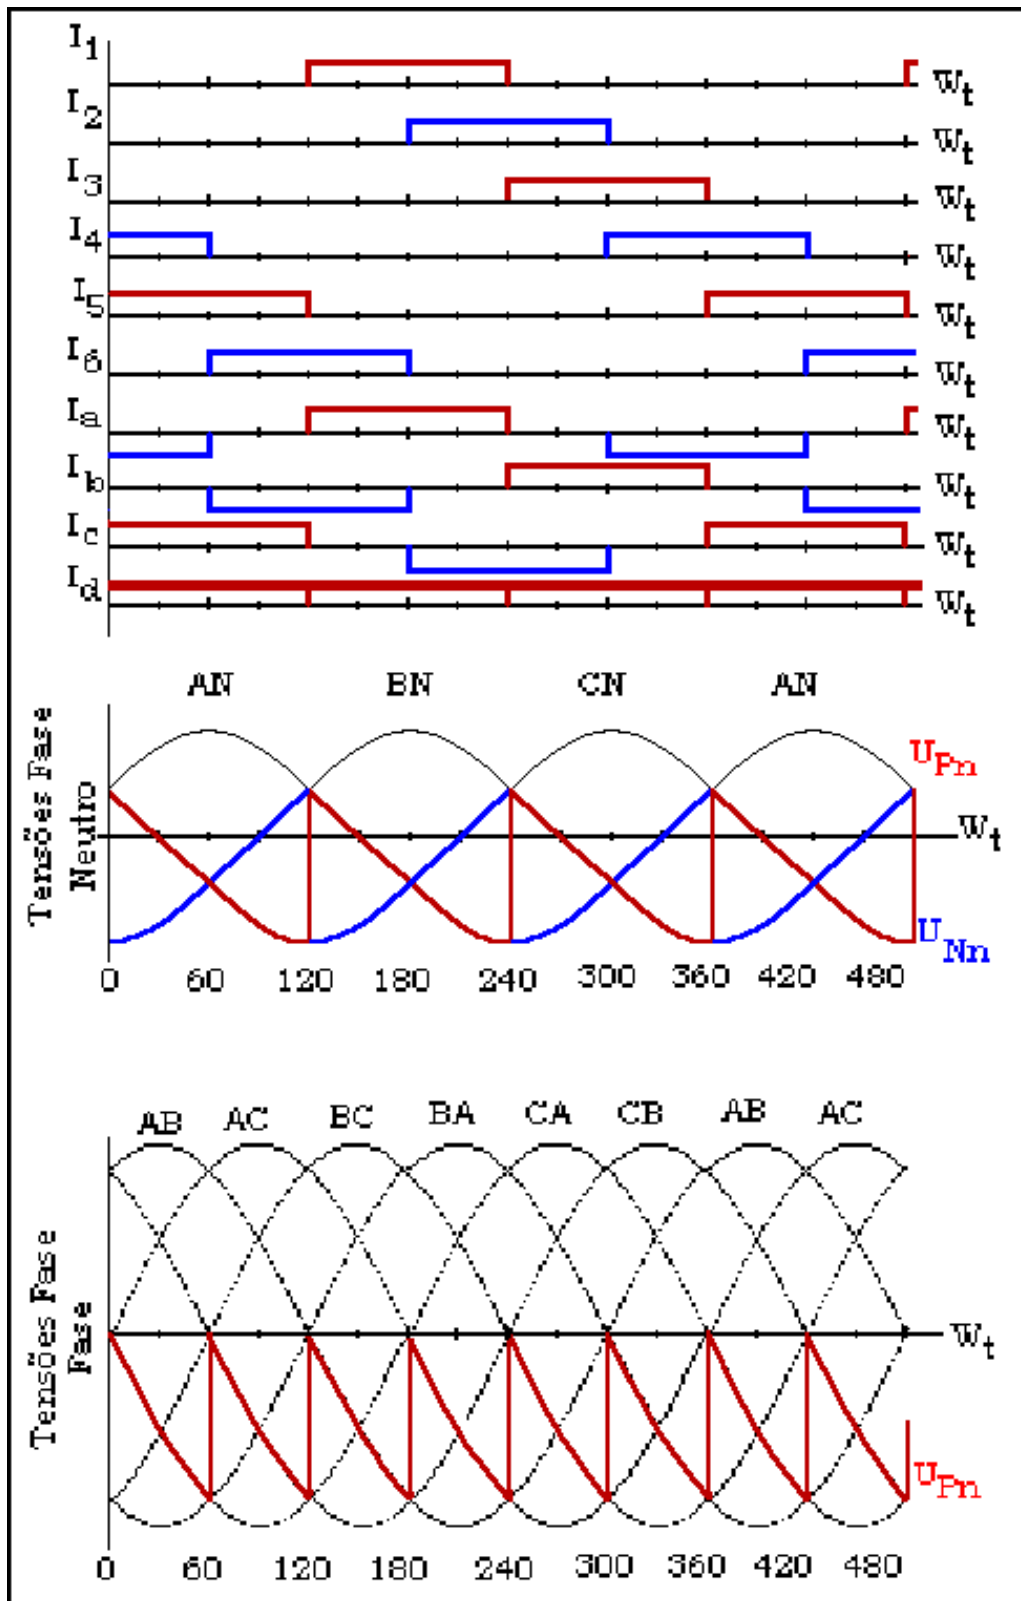 I1
Wt
I2
Wt
I3
Wt
I4
Wt
I5
Wt
I6
Wt
Ia
Wt
Ib
Wt
Ic
Wt
Id
Wt
AN BN CN AN
Tensões Fase
Neutro
UPn
Wt
UNn
0 60 120 180 240 300 360 420 480
AB AC BC BA CA CB AB AC
Tensões Fase
Fase
Wt
UPn
0 60 120 180 240 300 360 420 480